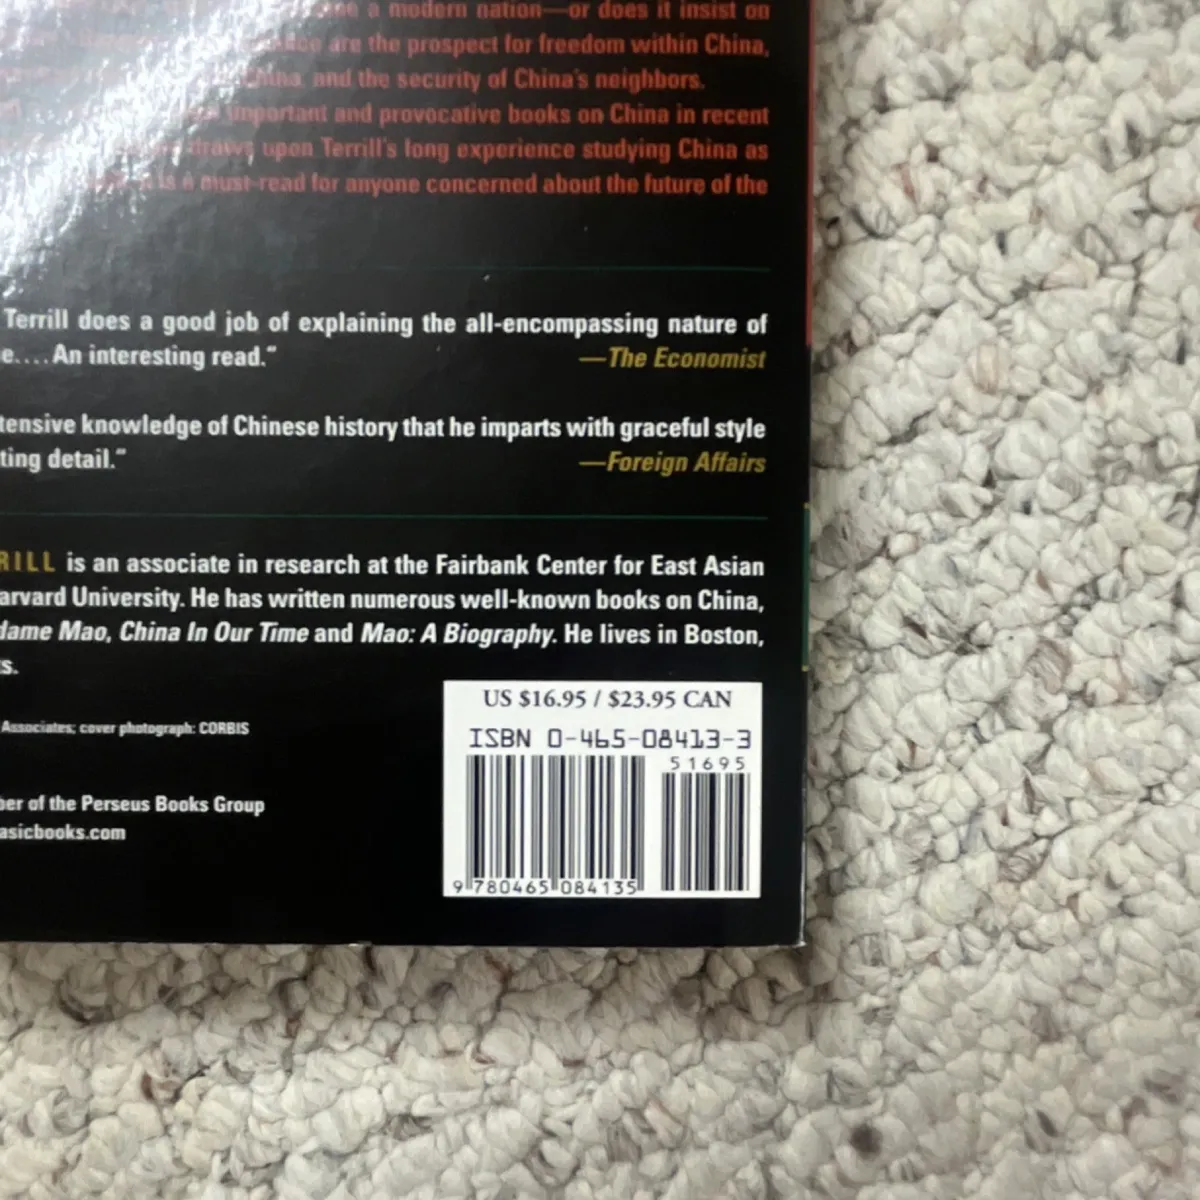 a modern nation—or does it insist on
are the prospect for freedom within China,
China and the security of China's neighbors.
important and provocative books on China in recent
draws upon Terrill's long experience studying China as
is a must-read for anyone concerned about the future of the
Terrill does a good job of explaining the all-encompassing nature of
e....An interesting read."
—The Economist
tensive knowledge of Chinese history that he imparts with graceful style
ting detail."
—Foreign Affairs
RILL is an associate in research at the Fairbank Center for East Asian
arvard University. He has written numerous well-known books on China,
dame Mao, China In Our Time and Mao: A Biography. He lives in Boston,
s.
Associates; cover photograph: CORBIS
ber of the Perseus Books Group
asicbooks.com
US $16.95 / $23.95 CAN
ISBN 0-465-08413-3
51695
9 780465 084135